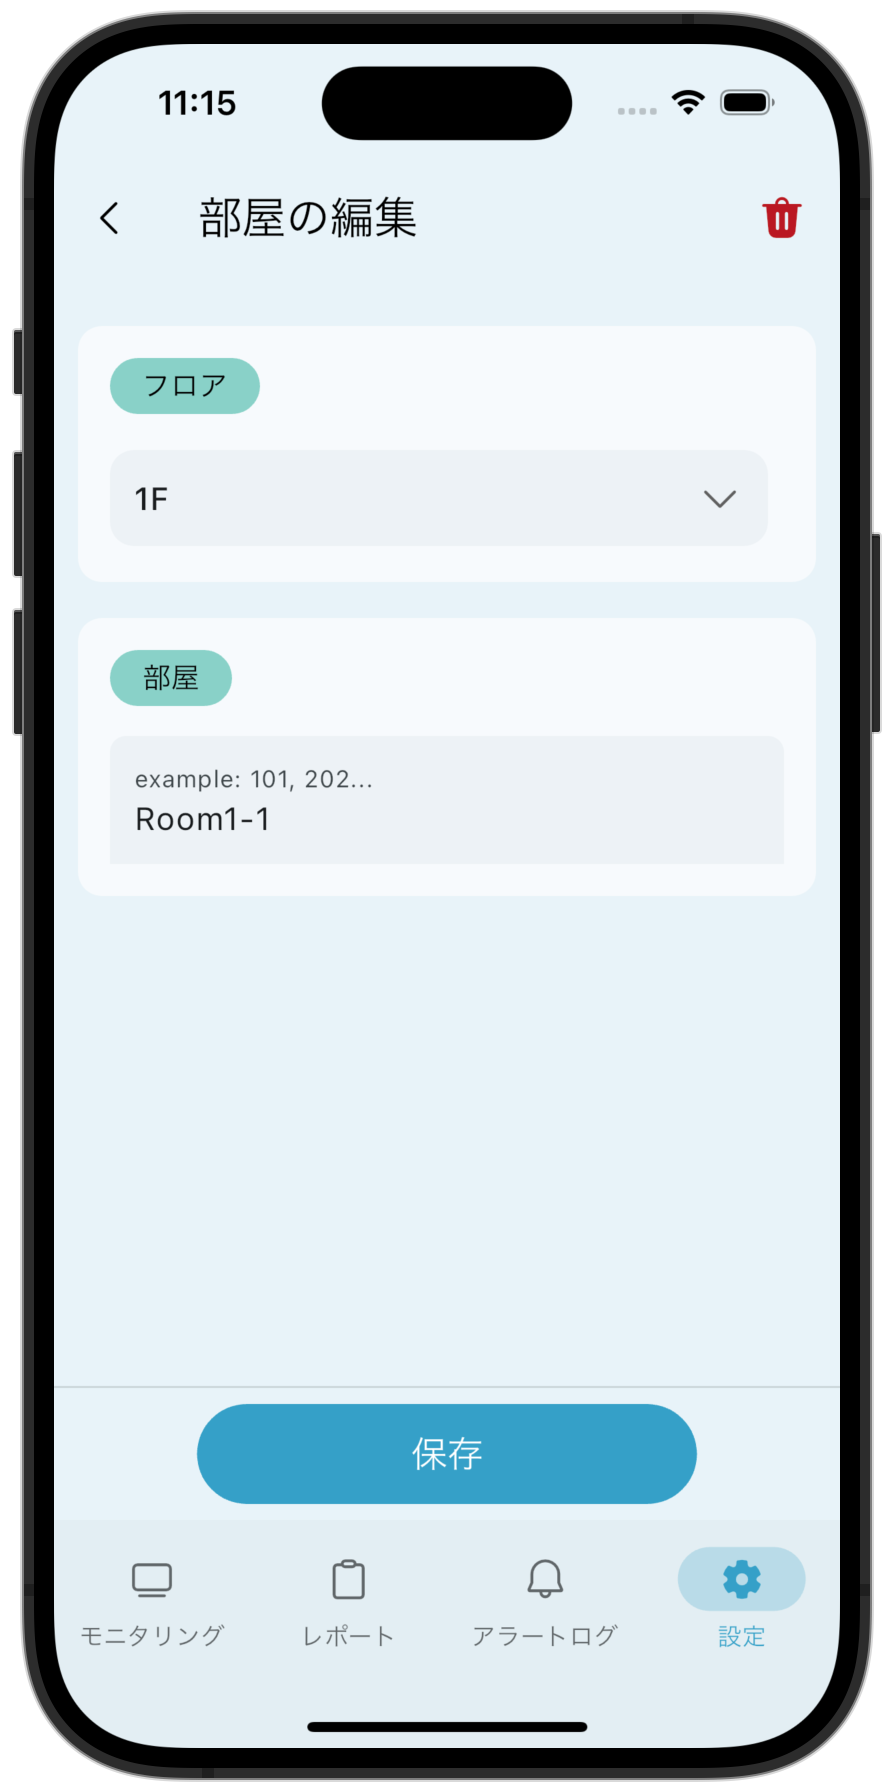 11:15
部屋の編集
フロア
1F
部屋
example: 101, 202...
Room1-1
保存
モニタリング
レポート
アラートログ
設定